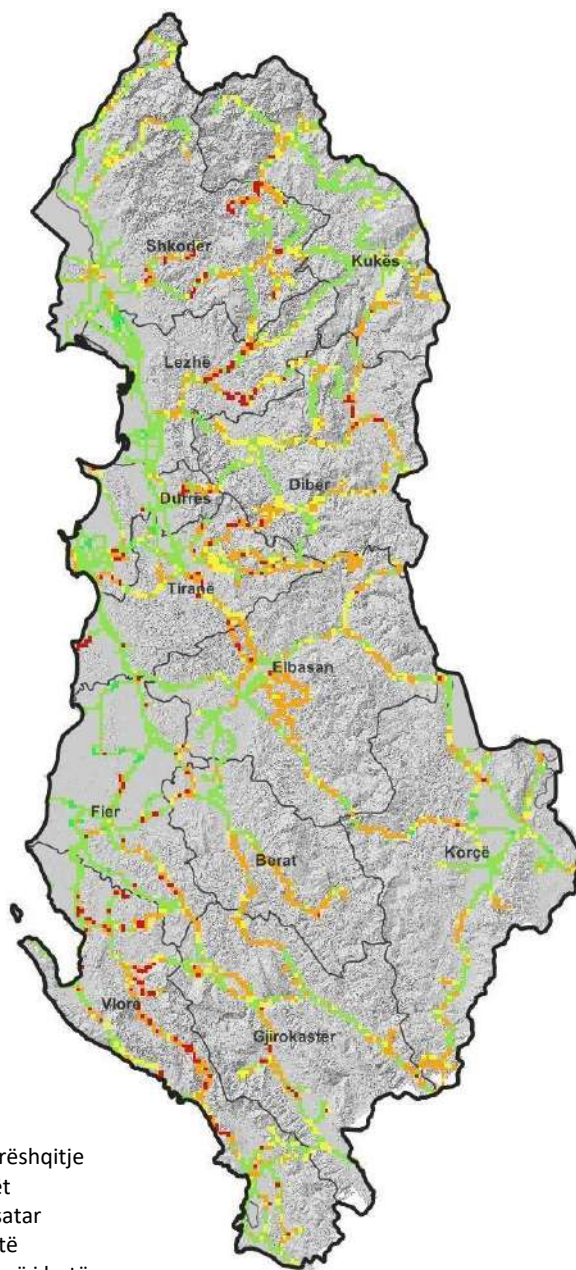 Shkodër
Kukës
Lezhë
Dibër
Durrës
Tiranë
Elbasan
Fier
Berat
Korçë
Vlorë
Gjirokastër
rëshqitje
et
satar
të